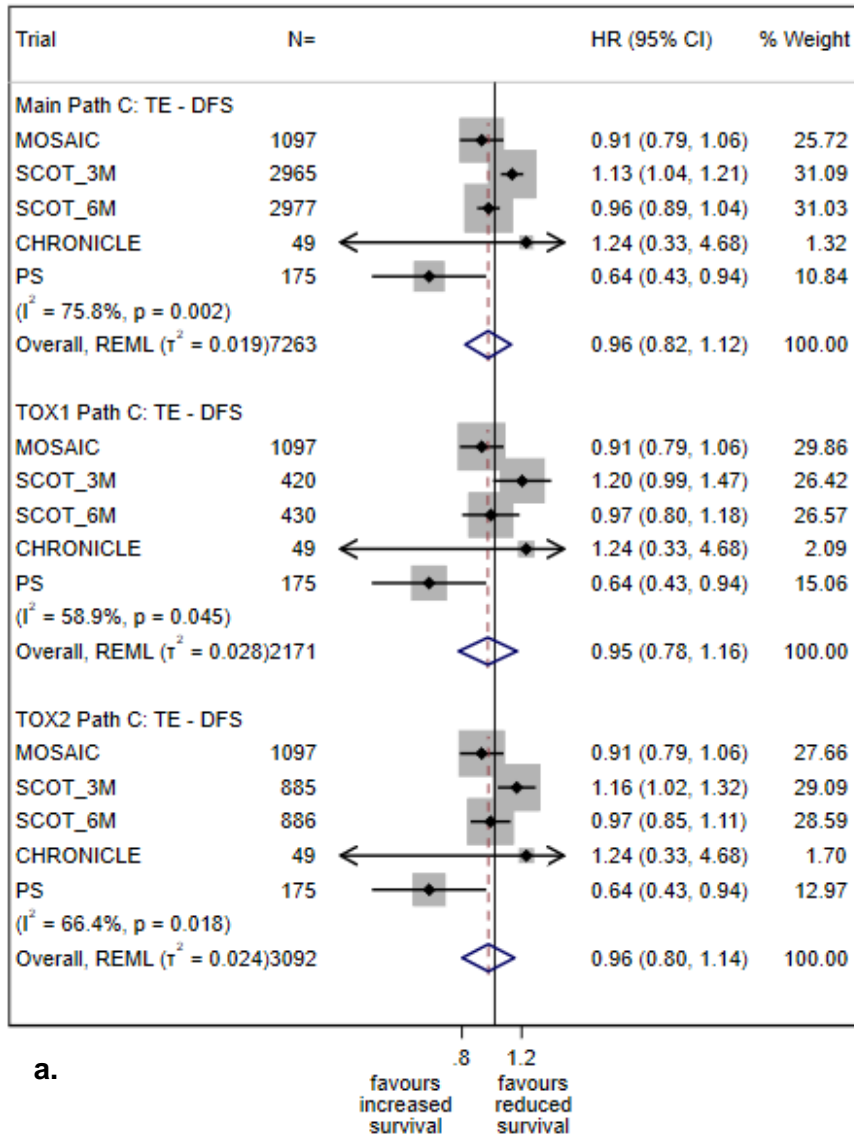 Trial N= HR (95% CI) % Weight
Main Path C: TE - DFS
MOSAIC 1097 0.91 (0.79, 1.06) 25.72
SCOT_3M 2965 1.13 (1.04, 1.21) 31.09
SCOT_6M 2977 0.96 (0.89, 1.04) 31.03
CHRONICLE 49 1.24 (0.33, 4.68) 1.32
PS 175 0.64 (0.43, 0.94) 10.84
(I² = 75.8%, p = 0.002)
Overall, REML (τ² = 0.019)7263 0.96 (0.82, 1.12) 100.00
TOX1 Path C: TE - DFS
MOSAIC 1097 0.91 (0.79, 1.06) 29.86
SCOT_3M 420 1.20 (0.99, 1.47) 26.42
SCOT_6M 430 0.97 (0.80, 1.18) 26.57
CHRONICLE 49 1.24 (0.33, 4.68) 2.09
PS 175 0.64 (0.43, 0.94) 15.06
(I² = 58.9%, p = 0.045)
Overall, REML (τ² = 0.028)2171 0.95 (0.78, 1.16) 100.00
TOX2 Path C: TE - DFS
MOSAIC 1097 0.91 (0.79, 1.06) 27.66
SCOT_3M 885 1.16 (1.02, 1.32) 29.09
SCOT_6M 886 0.97 (0.85, 1.11) 28.59
CHRONICLE 49 1.24 (0.33, 4.68) 1.70
PS 175 0.64 (0.43, 0.94) 12.97
(I² = 66.4%, p = 0.018)
Overall, REML (τ² = 0.024)3092 0.96 (0.80, 1.14) 100.00
.8 1.2
a.
favours favours
increased reduced
survival survival